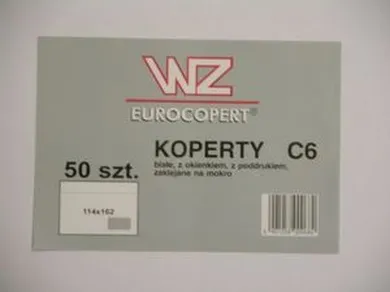 WZ
EUROCOPERT®
KOPERTY C6
50 szt.
białe, z okienkiem, z poddrukiem,
zaklejane na mokro
114x162